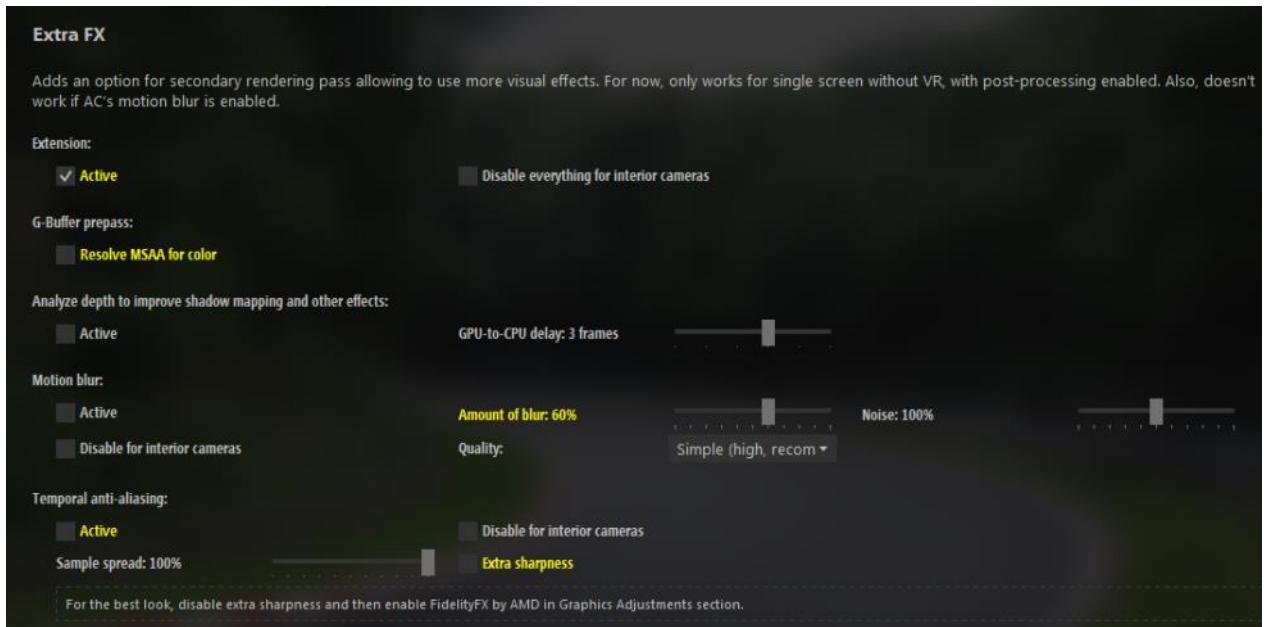 Extra FX
Adds an option for secondary rendering pass allowing to use more visual effects. For now, only works for single screen without VR, with post-processing enabled. Also, doesn't
work if AC's motion blur is enabled.
Extension:
Active
Disable everything for interior cameras
G-Buffer prepass:
Resolve MSAA for color
Analyze depth to improve shadow mapping and other effects:
Active
GPU-to-CPU delay: 3 frames
Motion blur:
Active
Amount of blur: 60%
Noise: 100%
Disable for interior cameras
Quality:
Simple (high, recom
Temporal anti-aliasing:
Active
Disable for interior cameras
Sample spread: 100%
Extra sharpness
For the best look, disable extra sharpness and then enable FidelityFX by AMD in Graphics Adjustments section.